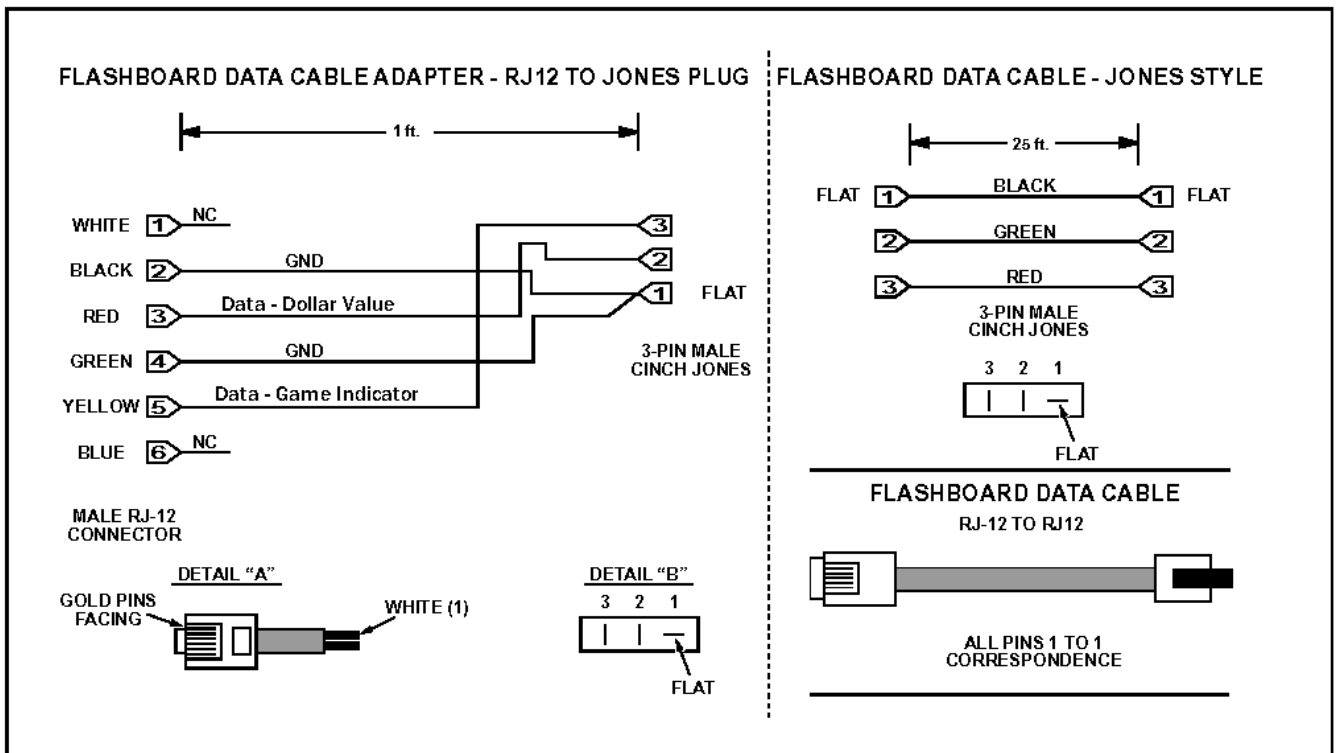 FLASHBOARD DATA CABLE ADAPTER - RJ12 TO JONES PLUG
1 ft.
WHITE 1 NC
3
BLACK 2 GND
2
RED 3 Data - Dollar Value
1 FLAT
GREEN 4 GND
3-PIN MALE
CINCH JONES
YELLOW 5 Data - Game Indicator
BLUE 6 NC
MALE RJ-12
CONNECTOR
DETAIL “A”
GOLD PINS
FACING
WHITE (1)
DETAIL “B”
3 2 1
FLAT
FLASHBOARD DATA CABLE - JONES STYLE
25 ft.
FLAT 1 BLACK 1 FLAT
2 GREEN 2
3 RED 3
3-PIN MALE
CINCH JONES
3 2 1
FLAT
FLASHBOARD DATA CABLE
RJ-12 TO RJ12
ALL PINS 1 TO 1
CORRESPONDENCE